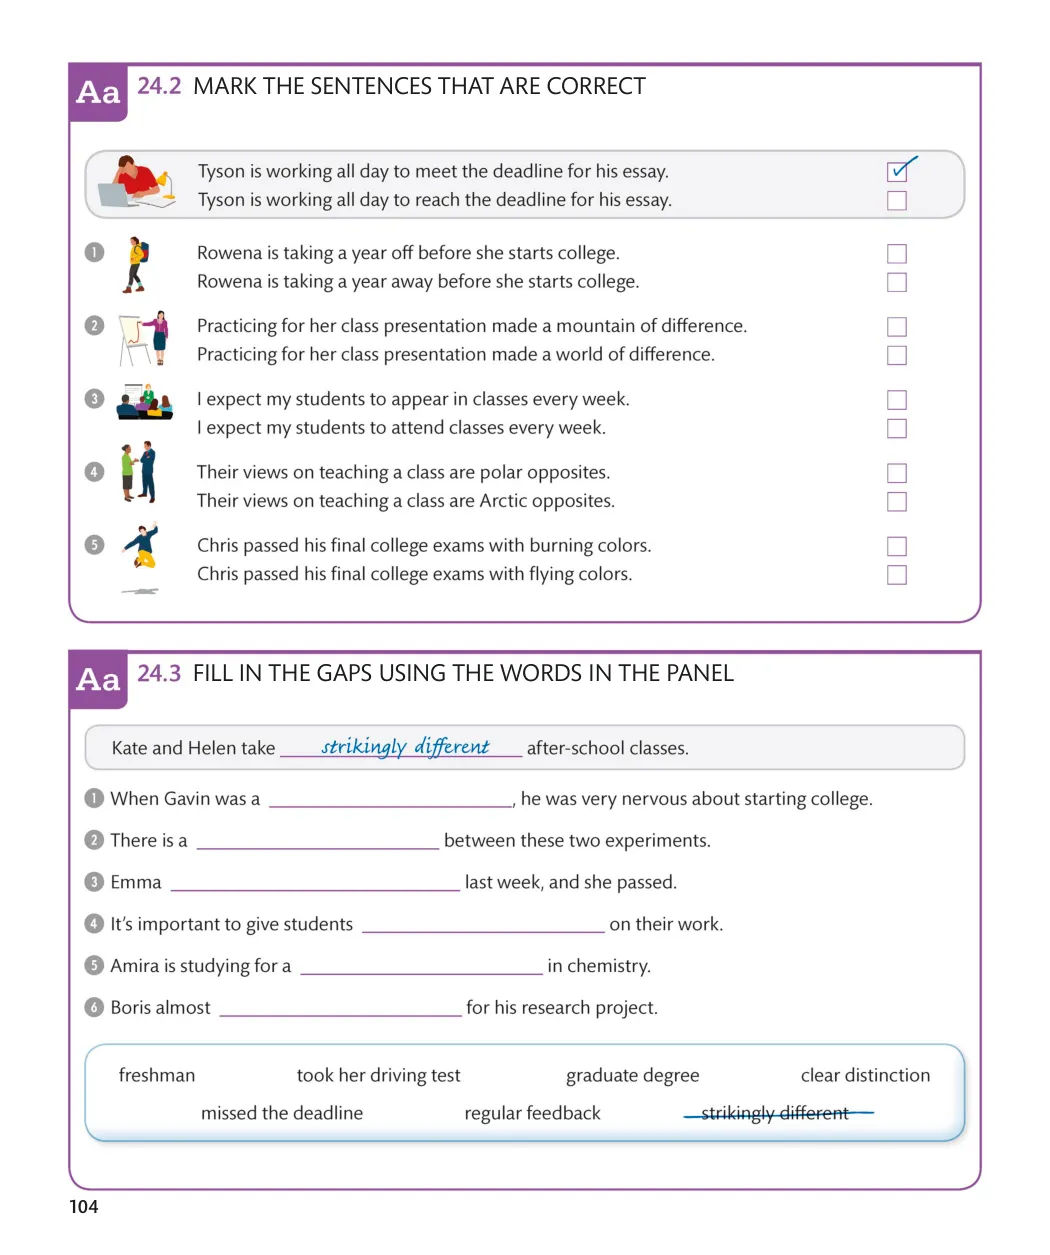 Aa 24.2 MARK THE SENTENCES THAT ARE CORRECT
Tyson is working all day to meet the deadline for his essay.
Tyson is working all day to reach the deadline for his essay.
1 Rowena is taking a year off before she starts college.
Rowena is taking a year away before she starts college.
2 Practicing for her class presentation made a mountain of difference.
Practicing for her class presentation made a world of difference.
3 I expect my students to appear in classes every week.
I expect my students to attend classes every week.
4 Their views on teaching a class are polar opposites.
Their views on teaching a class are Arctic opposites.
5 Chris passed his final college exams with burning colors.
Chris passed his final college exams with flying colors.
Aa 24.3 FILL IN THE GAPS USING THE WORDS IN THE PANEL
Kate and Helen take strikingly different after-school classes.
1 When Gavin was a ________, he was very nervous about starting college.
2 There is a ________ between these two experiments.
3 Emma ________ last week, and she passed.
4 It's important to give students ________ on their work.
5 Amira is studying for a ________ in chemistry.
6 Boris almost ________ for his research project.
freshman took her driving test graduate degree clear distinction
missed the deadline regular feedback strikingly different
104